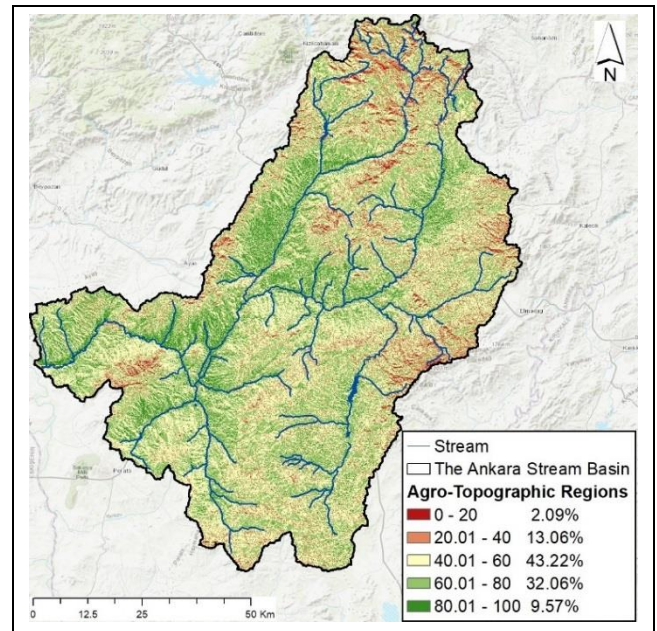 N
Stream
The Ankara Stream Basin
Agro-Topographic Regions
0 - 20 2.09%
20.01 - 40 13.06%
40.01 - 60 43.22%
60.01 - 80 32.06%
80.01 - 100 9.57%
0 12.5 25 50 Km